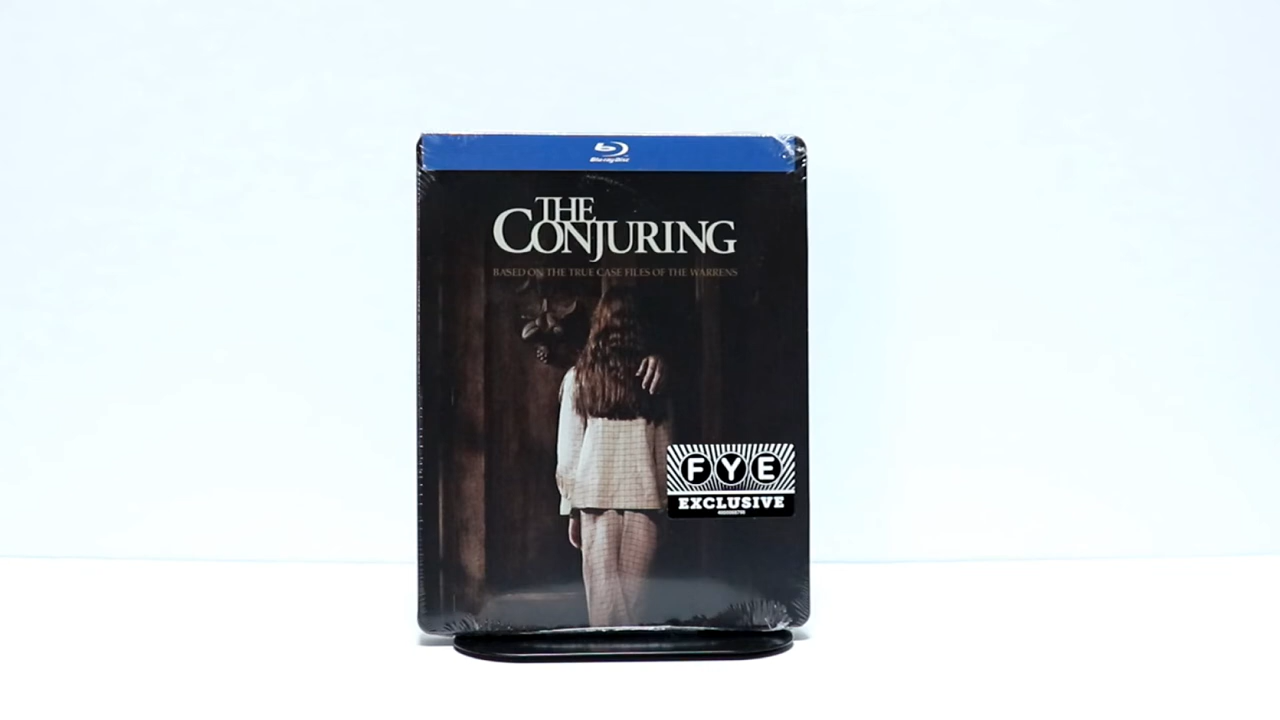 Blu-ray Disc
THE
CONJURING
BASED ON THE TRUE CASE FILES OF THE WARRENS
FYE
EXCLUSIVE